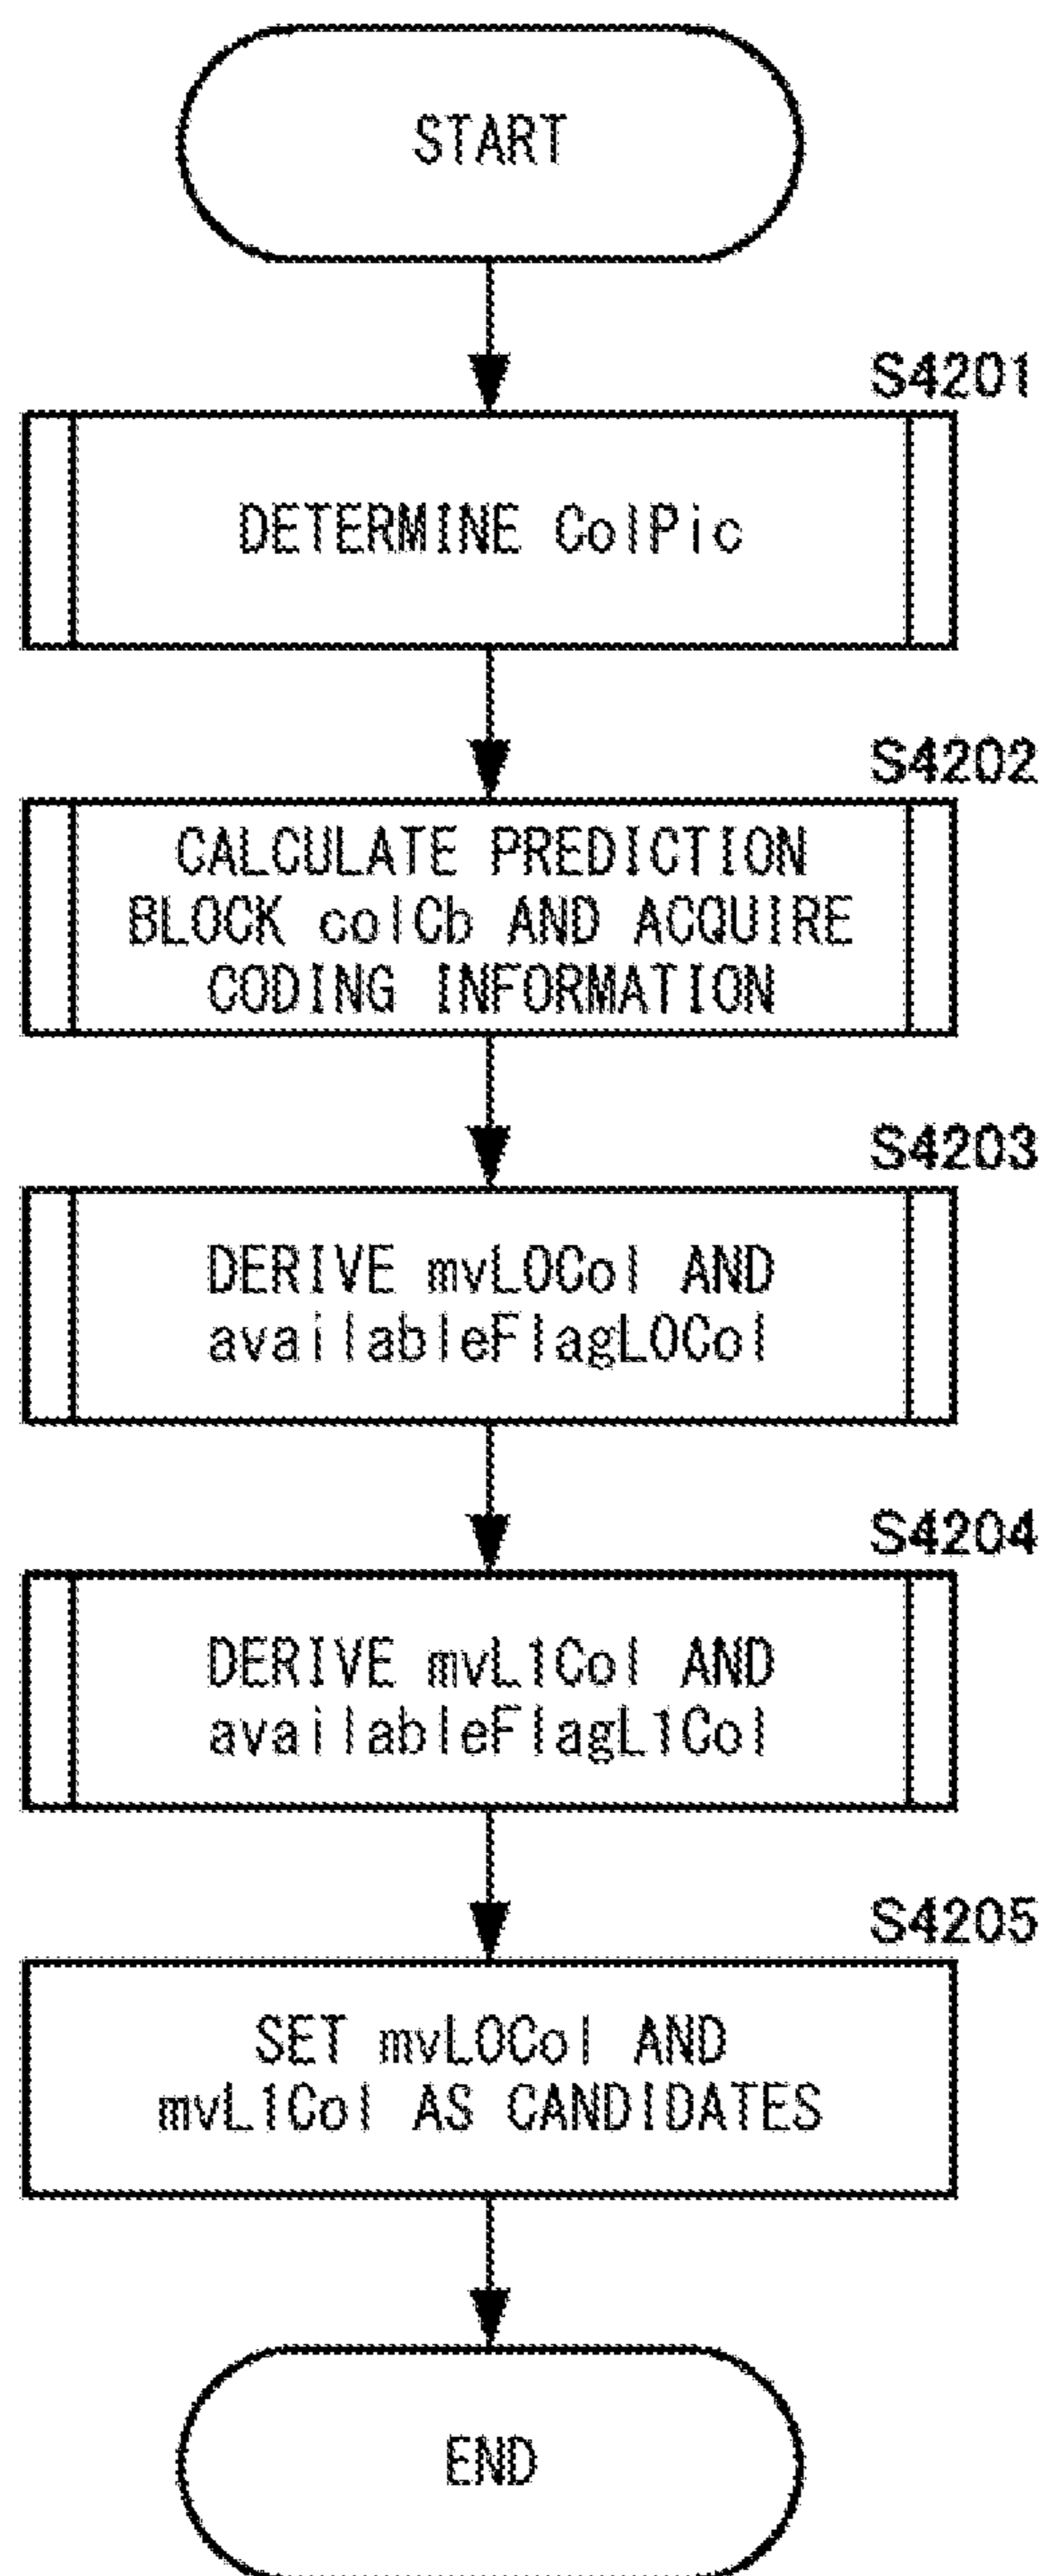 START
S4201
DETERMINE ColPic
S4202
CALCULATE PREDICTION
BLOCK colCb AND ACQUIRE
CODING INFORMATION
S4203
DERIVE mvL0Col AND
availableFlagL0Col
S4204
DERIVE mvL1Col AND
availableFlagL1Col
S4205
SET mvL0Col AND
mvL1Col AS CANDIDATES
END